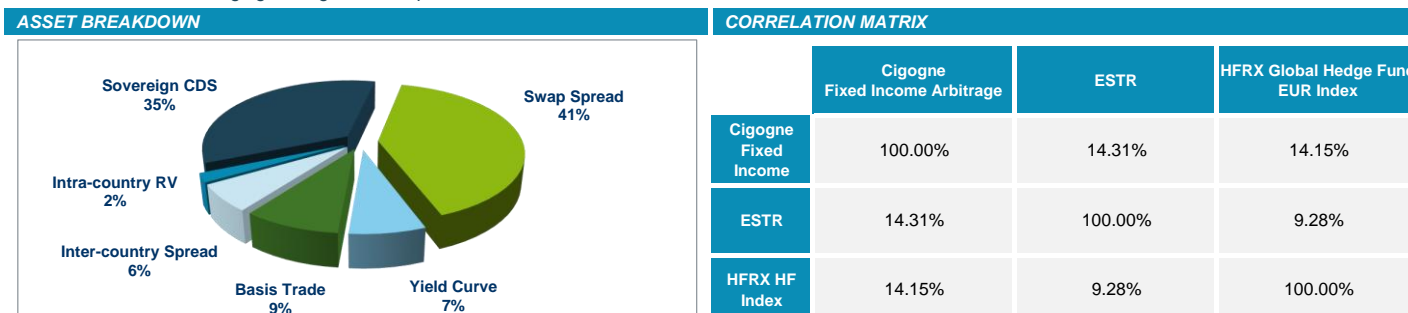 ASSET BREAKDOWN
Sovereign CDS
35%
Swap Spread
41%
Intra-country RV
2%
Inter-country Spread
6%
Basis Trade
9%
Yield Curve
7%
CORRELATION MATRIX
Cigogne
Fixed Income Arbitrage
ESTR
HFRX Global Hedge Fund
EUR Index
Cigogne
Fixed
Income
100.00%
14.31%
14.15%
ESTR
14.31%
100.00%
9.28%
HFRX HF
Index
14.15%
9.28%
100.00%